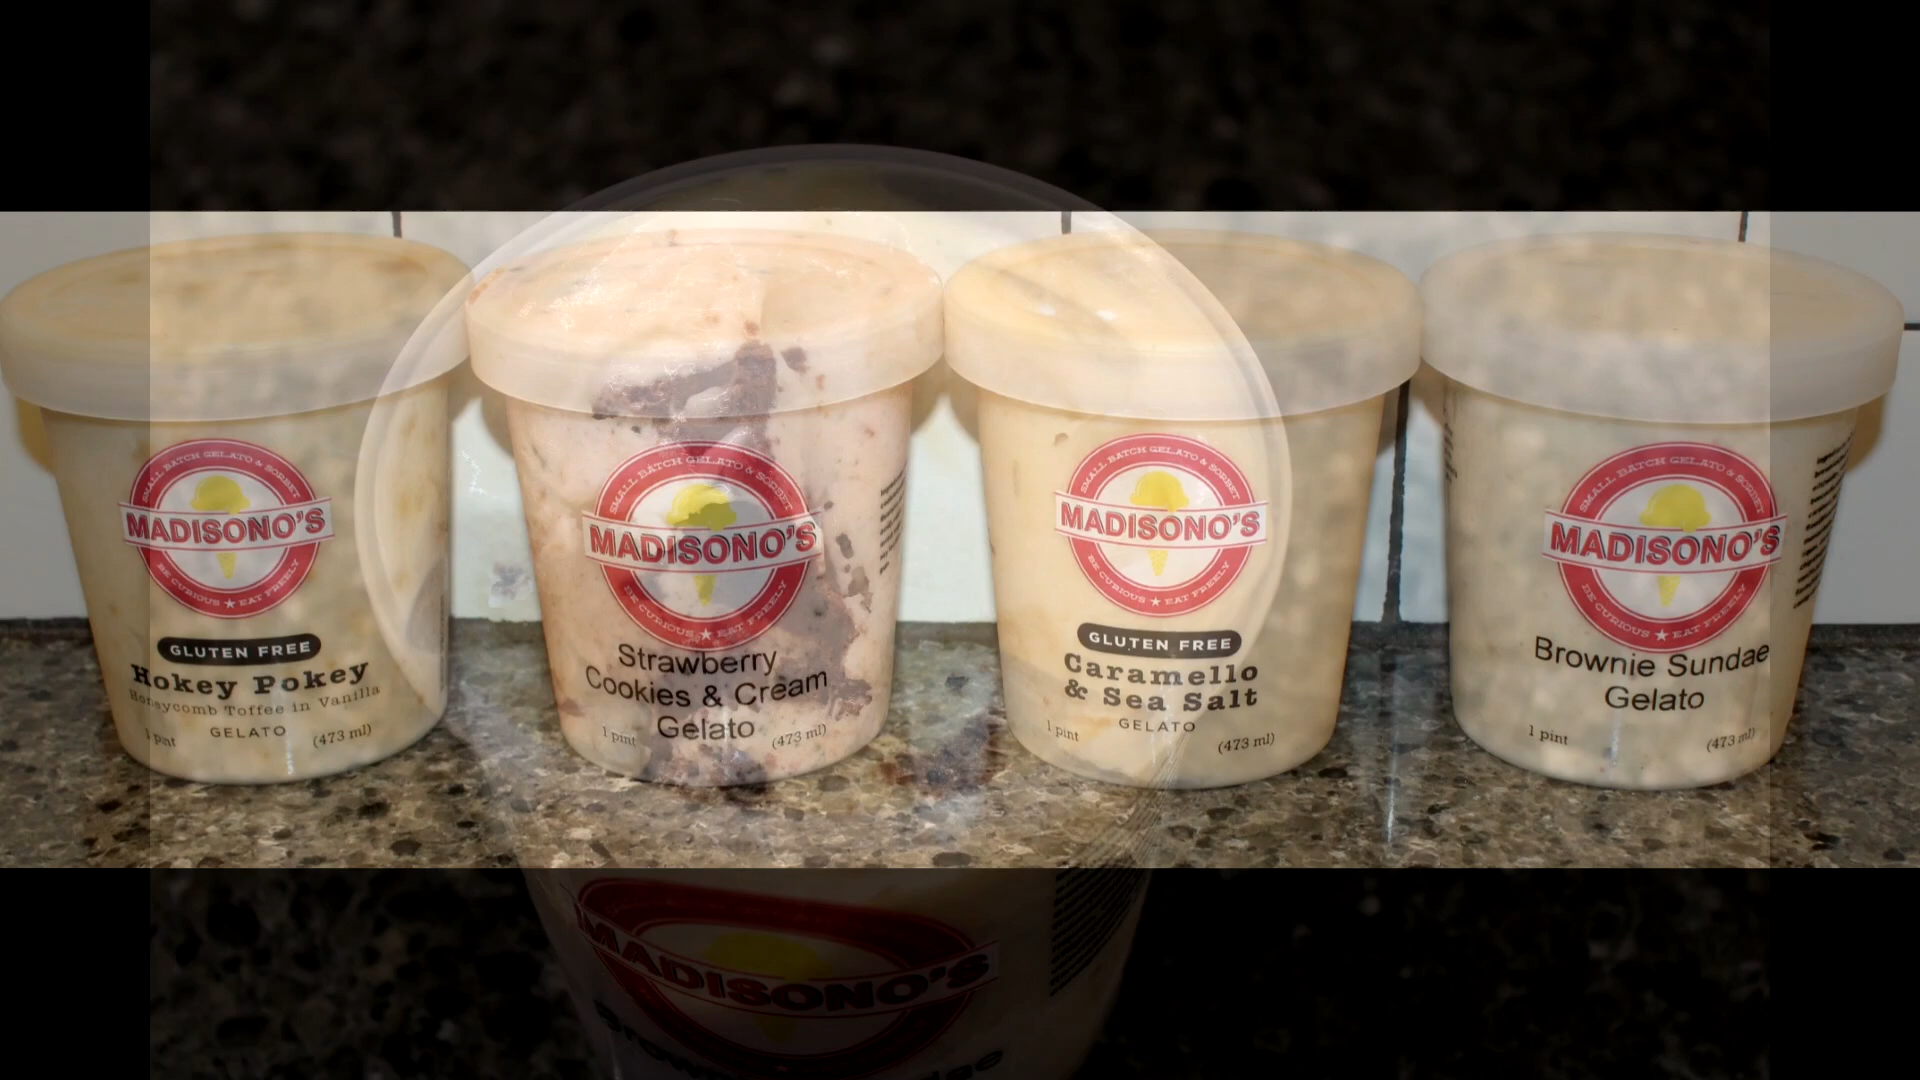 SMALL BATCH GELATO & SORBET
MADISONO'S
BE CURIOUS ★ EAT FREELY
GLUTEN FREE
Hokey Pokey
Honeycomb Toffee in Vanilla
GELATO
1 pint (473 ml)
SMALL BATCH GELATO & SORBET
MADISONO'S
BE CURIOUS ★ EAT FREELY
Strawberry
Cookies & Cream
Gelato
1 pint (473 ml)
SMALL BATCH GELATO & SORBET
MADISONO'S
BE CURIOUS ★ EAT FREELY
GLUTEN FREE
Caramello
& Sea Salt
GELATO
1 pint (473 ml)
SMALL BATCH GELATO & SORBET
MADISONO'S
BE CURIOUS ★ EAT FREELY
Brownie Sundae
Gelato
1 pint (473 ml)
MADISONO'S